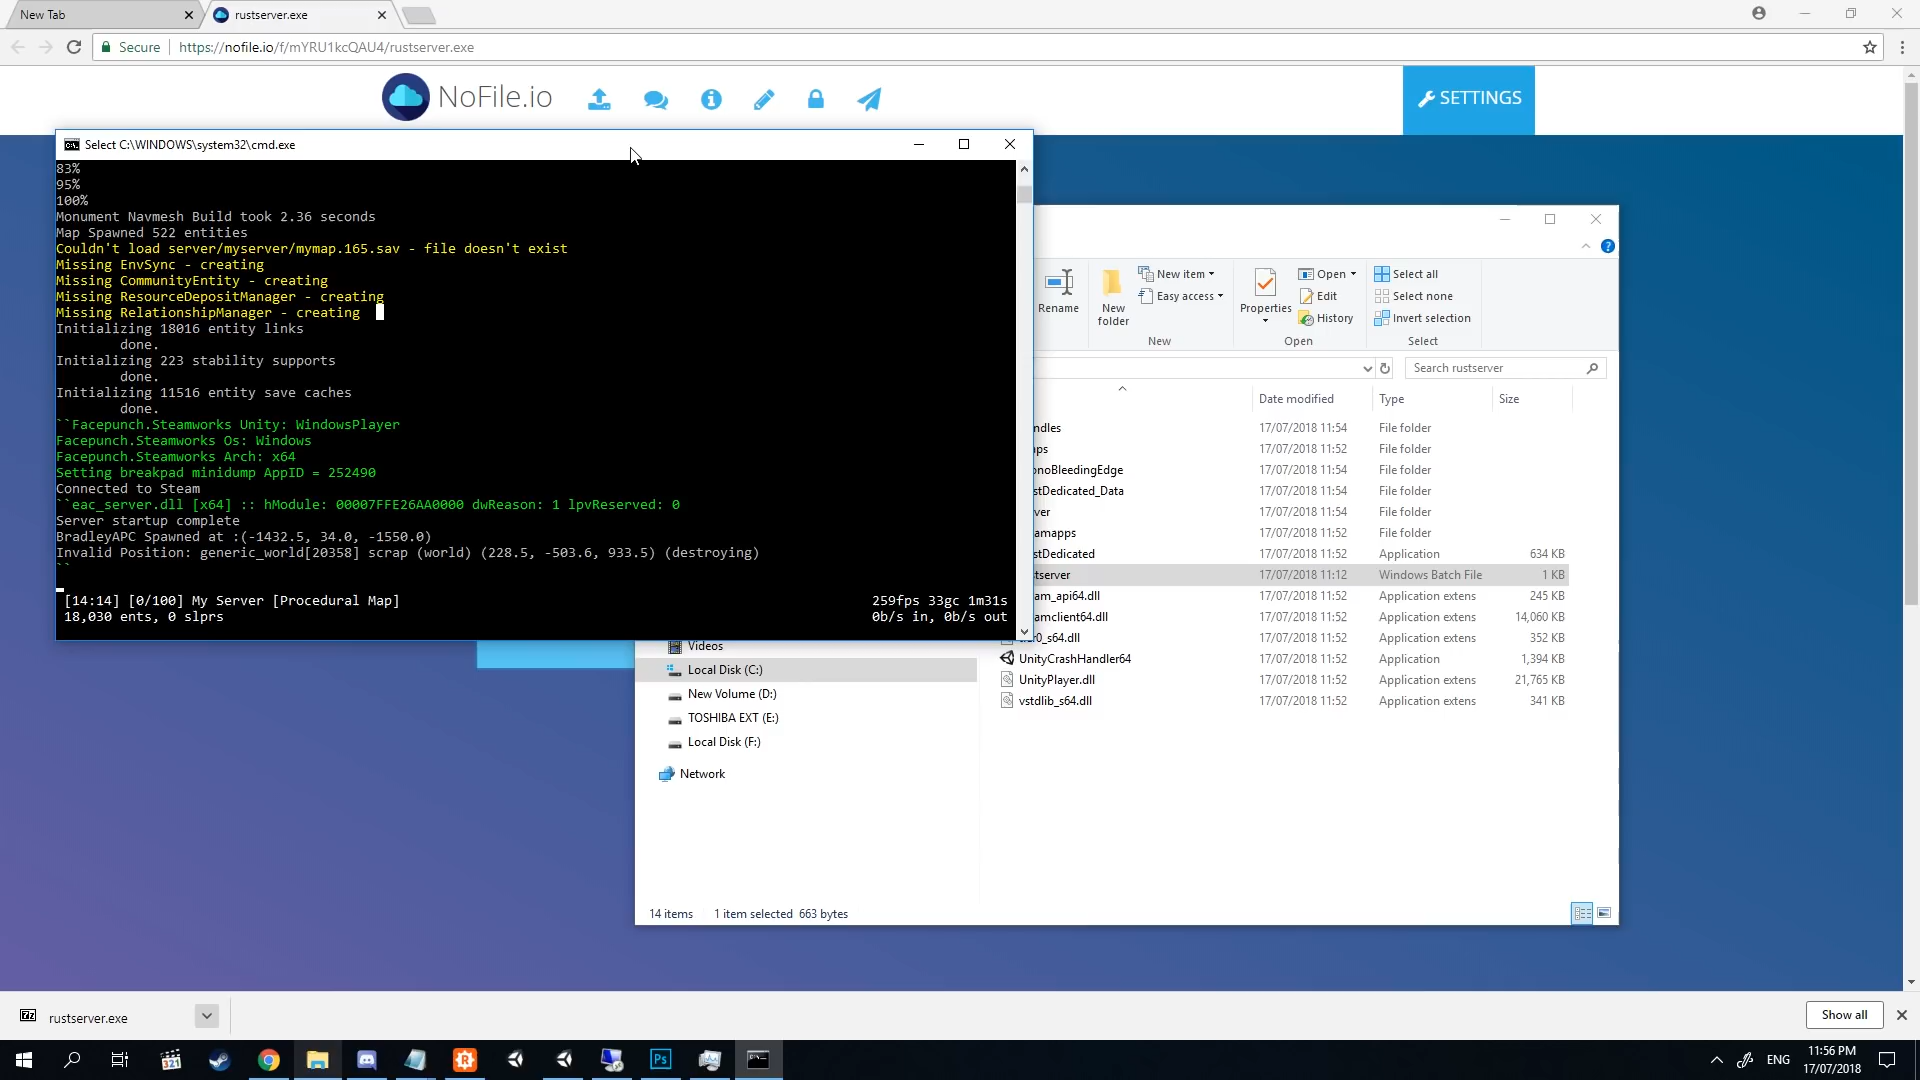 New Tab
rustserver.exe
Secure
https://nofile.io/f/mYRU1kcQAU4/rustserver.exe
NoFile.io
SETTINGS
Select C:\WINDOWS\system32\cmd.exe
83%
95%
100%
Monument Navmesh Build took 2.36 seconds
Map Spawned 522 entities
Couldn't load server/myserver/mymap.165.sav - file doesn't exist
Missing EnvSync - creating
Missing CommunityEntity - creating
Missing ResourceDepositManager - creating
Missing RelationshipManager - creating
Initializing 18016 entity links
done.
Initializing 223 stability supports
done.
Initializing 11516 entity save caches
done.
``Facepunch.Steamworks Unity: WindowsPlayer
Facepunch.Steamworks Os: Windows
Facepunch.Steamworks Arch: x64
Setting breakpad minidump AppID = 252490
Connected to Steam
``eac_server.dll [x64] :: hModule: 00007FFE26AA0000 dwReason: 1 lpvReserved: 0
Server startup complete
BradleyAPC Spawned at :(-1432.5, 34.0, -1550.0)
Invalid Position: generic_world[20358] scrap (world) (228.5, -503.6, 933.5) (destroying)
``
[14:14] [0/100] My Server [Procedural Map] 259fps 33gc 1m31s
18,030 ents, 0 slprs 0b/s in, 0b/s out
Rename
New folder
New item
Easy access
New
Properties
Open
Edit
History
Open
Select all
Select none
Invert selection
Select
Search rustserver
Date modified Type Size
ndles 17/07/2018 11:54 File folder
ps 17/07/2018 11:52 File folder
onoBleedingEdge 17/07/2018 11:54 File folder
stDedicated_Data 17/07/2018 11:54 File folder
ver 17/07/2018 11:54 File folder
amapps 17/07/2018 11:52 File folder
stDedicated 17/07/2018 11:52 Application 634 KB
tserver 17/07/2018 11:12 Windows Batch File 1 KB
am_api64.dll 17/07/2018 11:52 Application extens 245 KB
amclient64.dll 17/07/2018 11:52 Application extens 14,060 KB
0_s64.dll 17/07/2018 11:52 Application extens 352 KB
UnityCrashHandler64 17/07/2018 11:52 Application 1,394 KB
UnityPlayer.dll 17/07/2018 11:52 Application extens 21,765 KB
vstdlib_s64.dll 17/07/2018 11:52 Application extens 341 KB
Videos
Local Disk (C:)
New Volume (D:)
TOSHIBA EXT (E:)
Local Disk (F:)
Network
14 items 1 item selected 663 bytes
rustserver.exe
Show all
321
Ps
ENG
11:56 PM
17/07/2018